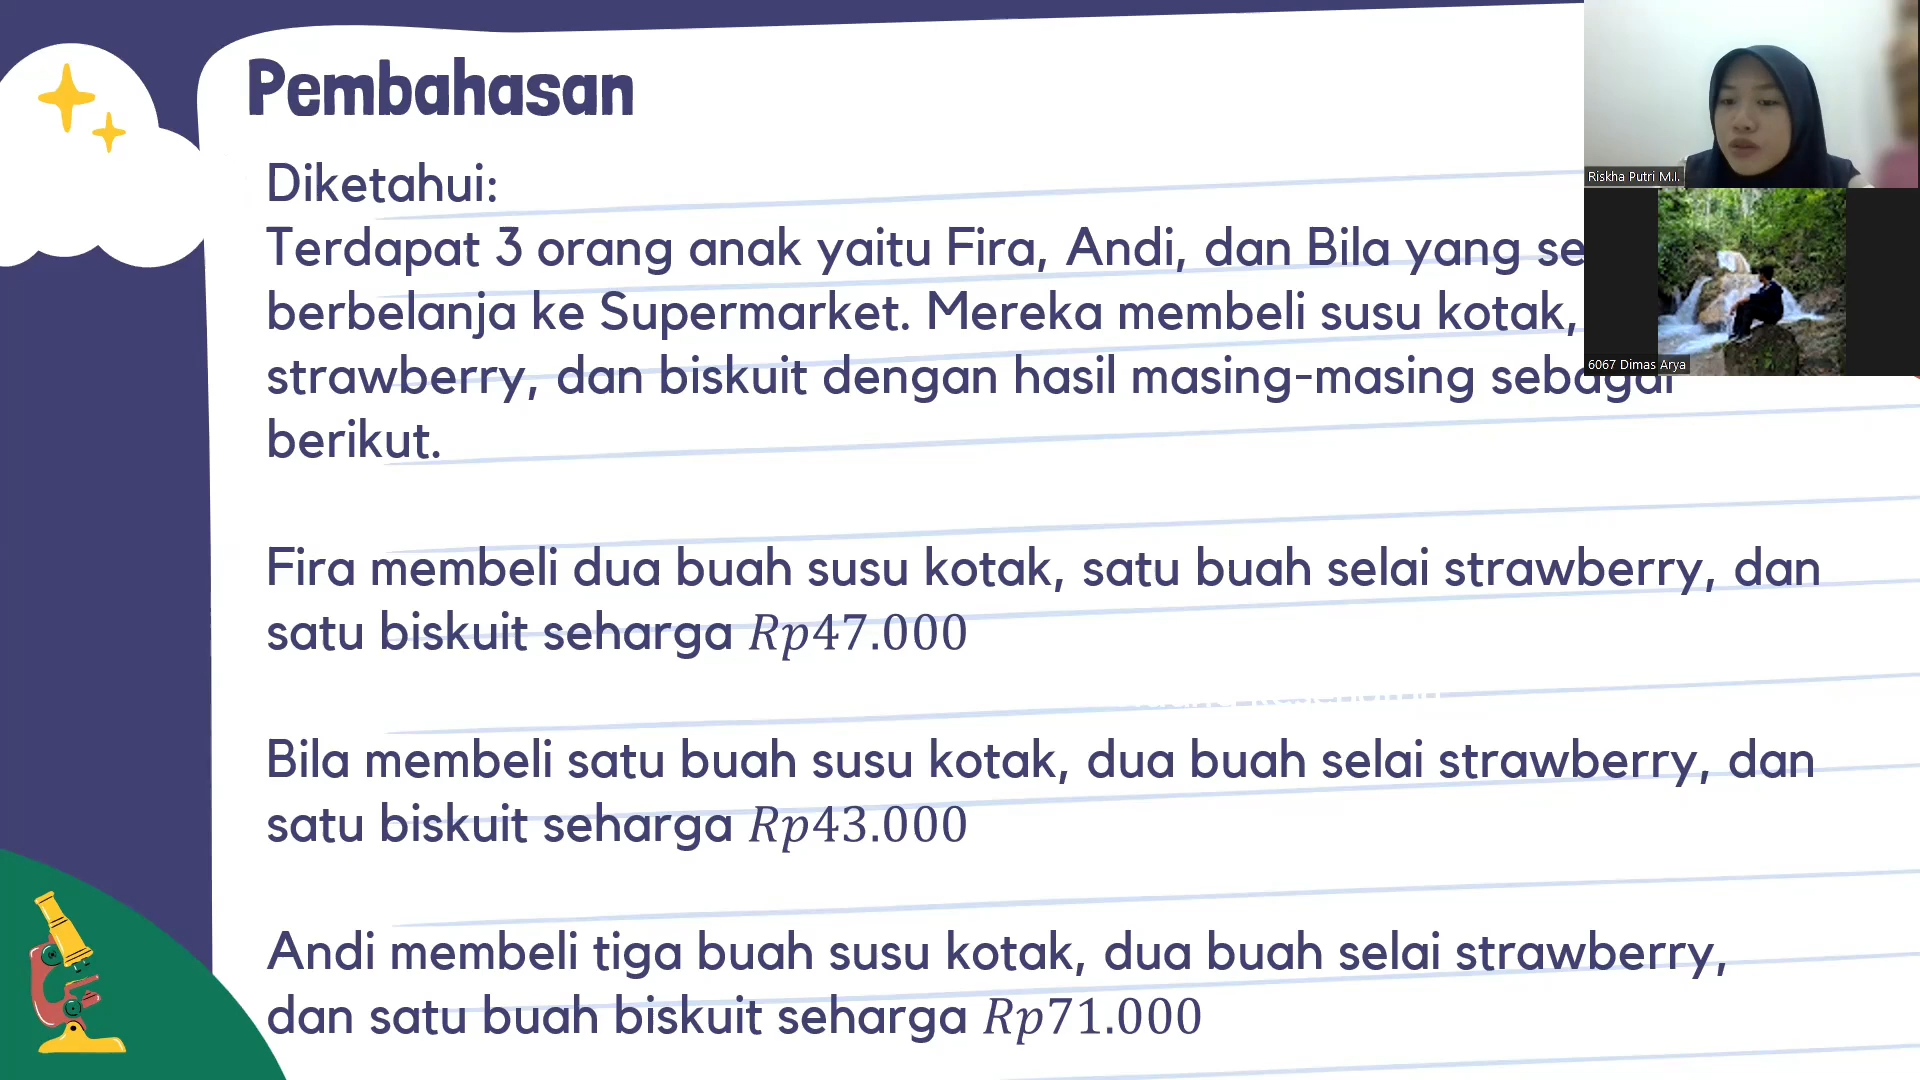 Pembahasan
Diketahui:
Terdapat 3 orang anak yaitu Fira, Andi, dan Bila yang se
berbelanja ke Supermarket. Mereka membeli susu kotak,
strawberry, dan biskuit dengan hasil masing-masing sebagai
berikut.
Fira membeli dua buah susu kotak, satu buah selai strawberry, dan
satu biskuit seharga Rp47.000
Bila membeli satu buah susu kotak, dua buah selai strawberry, dan
satu biskuit seharga Rp43.000
Andi membeli tiga buah susu kotak, dua buah selai strawberry,
dan satu buah biskuit seharga Rp71.000
Riskha Putri M.I.
6067 Dimas Arya